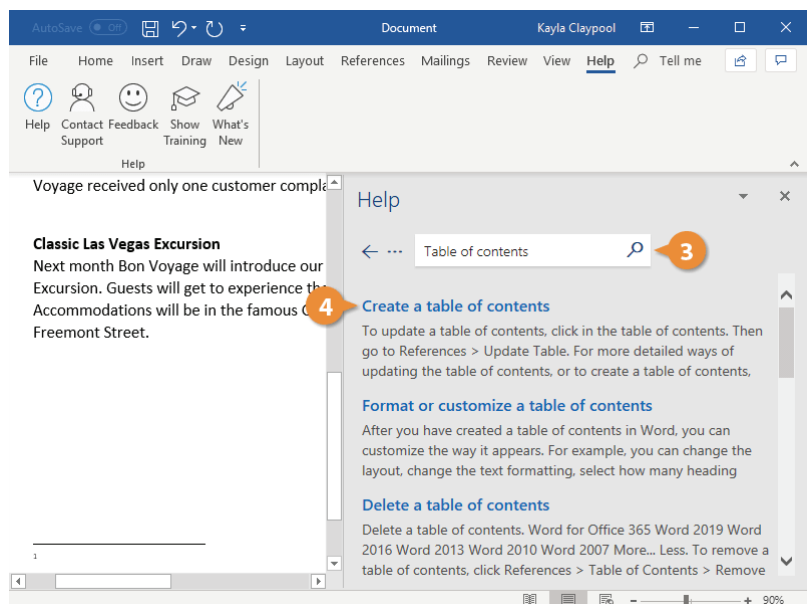 AutoSave Off Document Kayla Claypool
File Home Insert Draw Design Layout References Mailings Review View Help Tell me
Help Contact Support Feedback Show Training What's New
Help
Voyage received only one customer compla
Classic Las Vegas Excursion
Next month Bon Voyage will introduce our
Excursion. Guests will get to experience the
Accommodations will be in the famous
Freemont Street.
1
Help
Table of contents
3
4
Create a table of contents
To update a table of contents, click in the table of contents. Then
go to References > Update Table. For more detailed ways of
updating the table of contents, or to create a table of contents,
Format or customize a table of contents
After you have created a table of contents in Word, you can
customize the way it appears. For example, you can change the
layout, change the text formatting, select how many heading
Delete a table of contents
Delete a table of contents. Word for Office 365 Word 2019 Word
2016 Word 2013 Word 2010 Word 2007 More... Less. To remove a
table of contents, click References > Table of Contents > Remove
90%